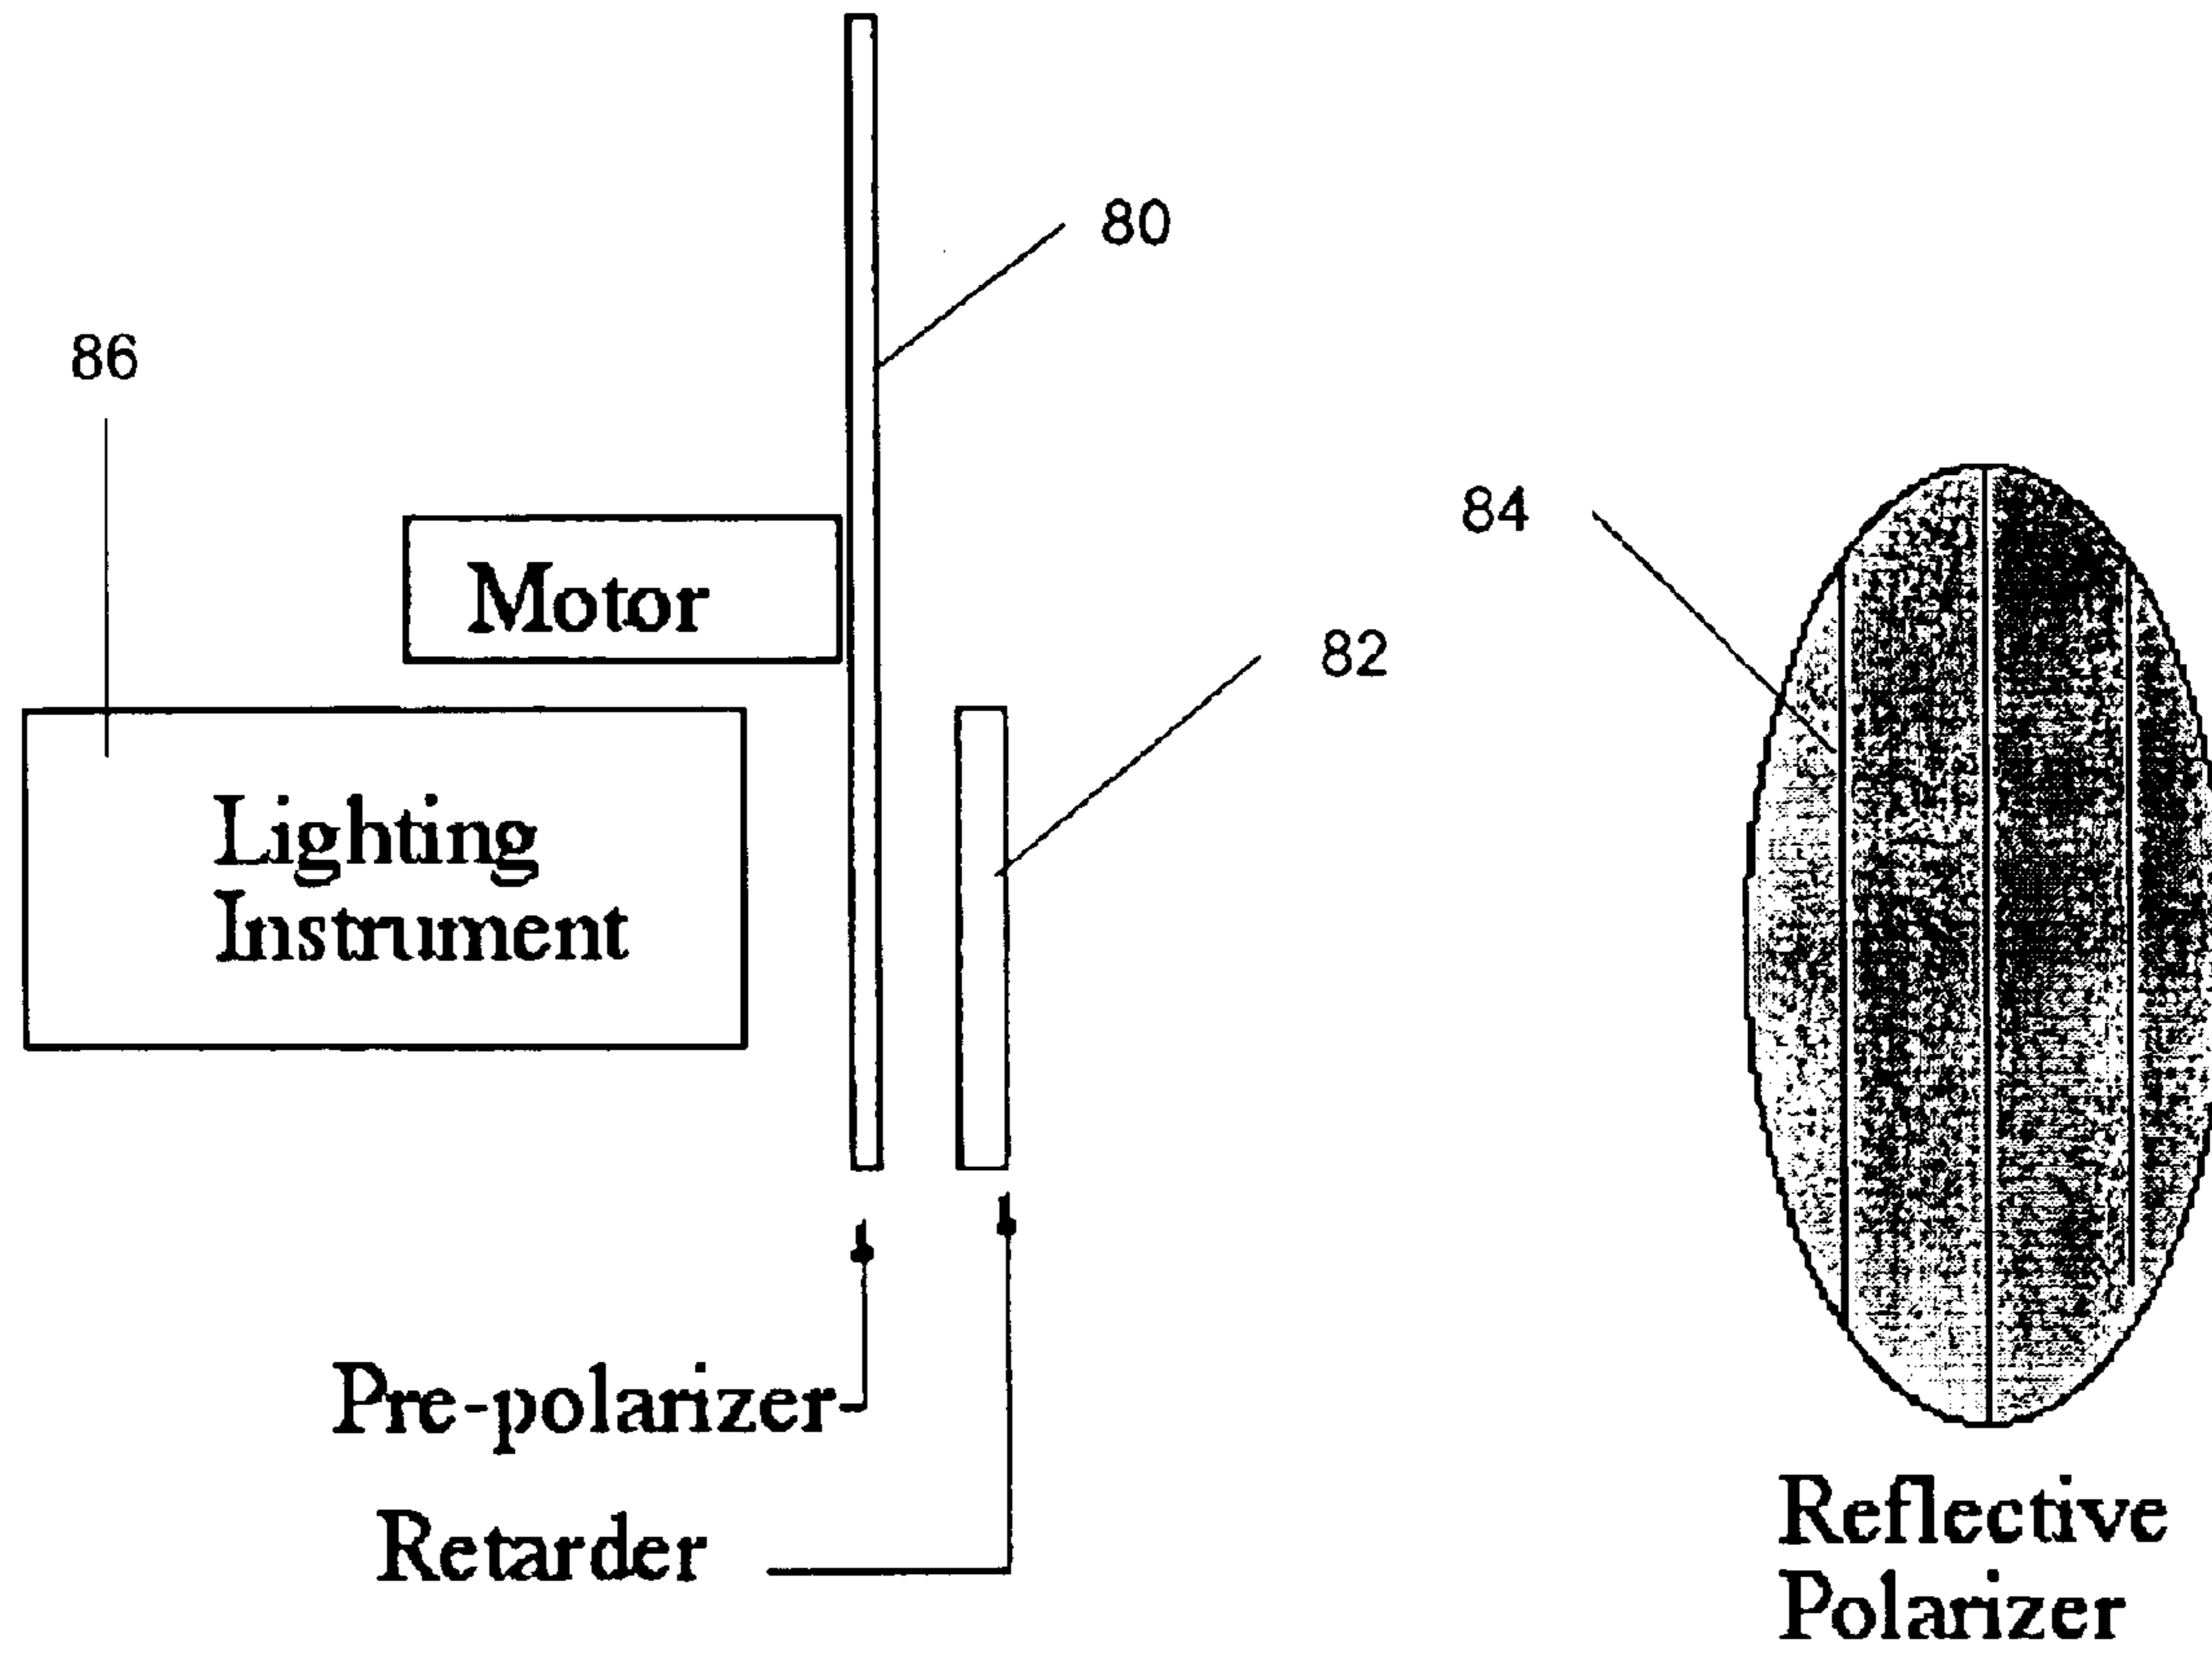 80
86
84
Motor
82
Lighting
Instrument
Pre-polarizer
Retarder
Reflective
Polarizer